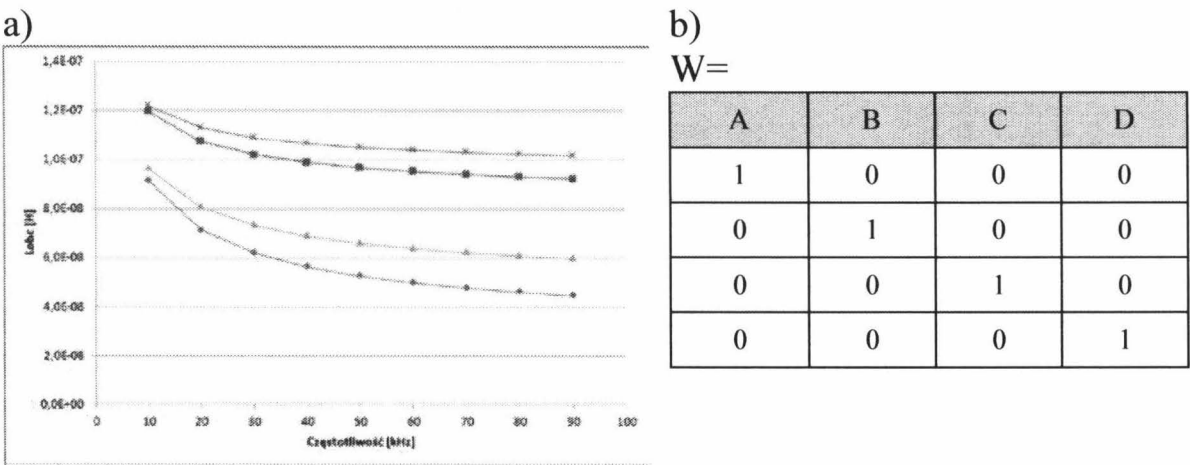 a)
1,4E-07
1,2E-07
1,0E-07
8,0E-08
6,0E-08
4,0E-08
2,0E-08
0,0E+00
Lobc [H]
0 10 20 30 40 50 60 70 80 90 100
Częstotliwość [kHz]
b)
W=
A B C D
1 0 0 0
0 1 0 0
0 0 1 0
0 0 0 1